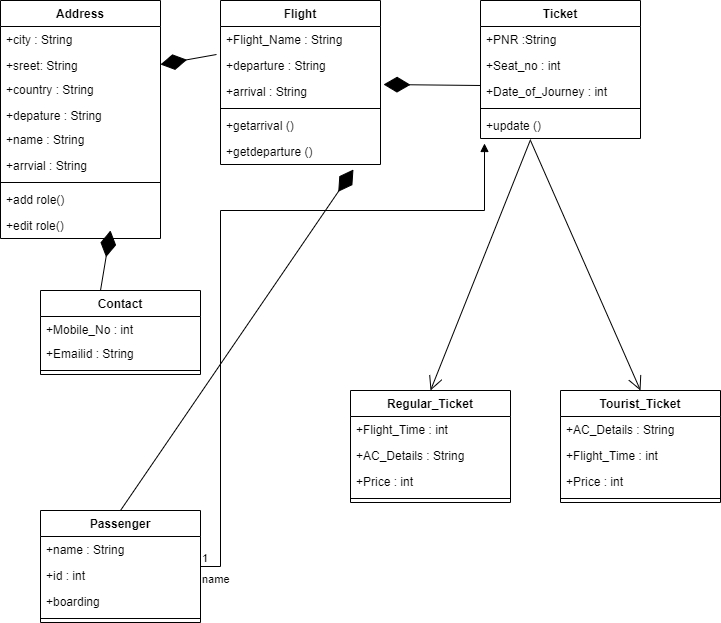 Address
+city : String
+sreet: String
+country : String
+depature : String
+name : String
+arrvial : String
+add role()
+edit role()
Flight
+Flight_Name : String
+departure : String
+arrival : String
+getarrival ()
+getdeparture ()
Ticket
+PNR :String
+Seat_no : int
+Date_of_Journey : int
+update ()
Contact
+Mobile_No : int
+Emailid : String
Regular_Ticket
+Flight_Time : int
+AC_Details : String
+Price : int
Tourist_Ticket
+AC_Details : String
+Flight_Time : int
+Price : int
Passenger
+name : String
+id : int
+boarding
1
name